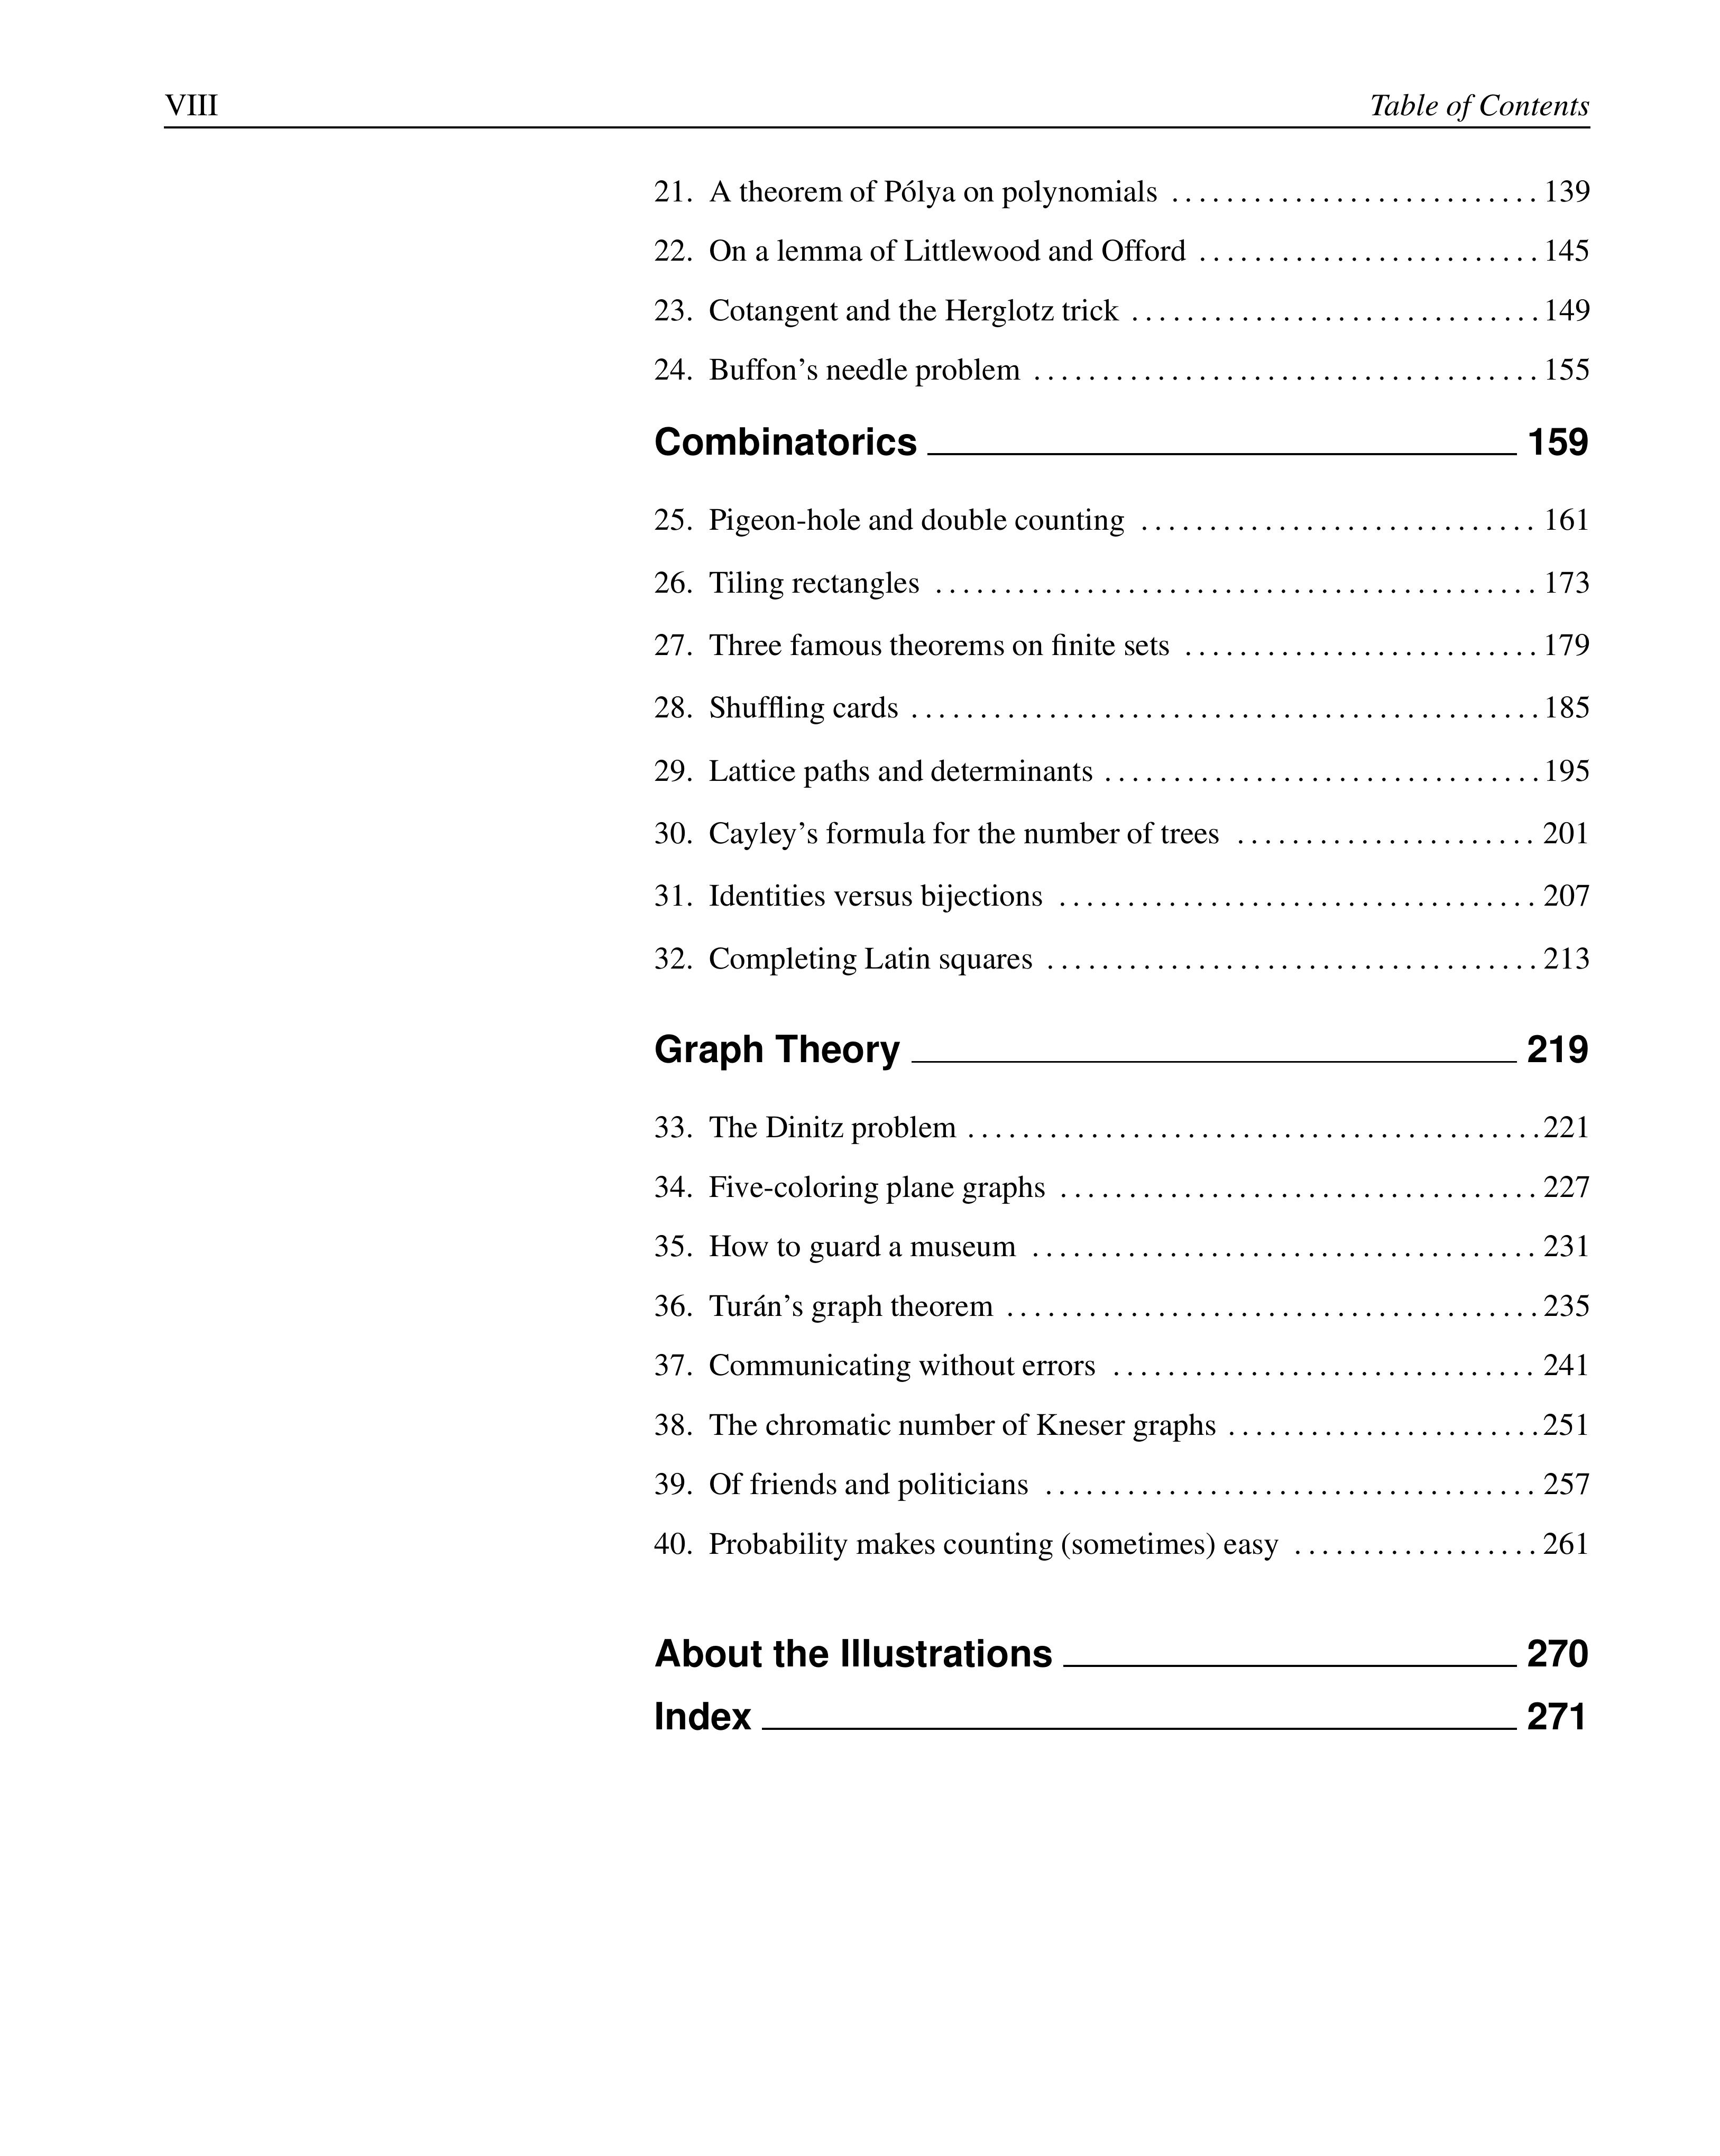 VIII Table of Contents
21. A theorem of Pólya on polynomials . . . . . . . . . . . . . . . . . . . . . . . . . . . 139
22. On a lemma of Littlewood and Offord . . . . . . . . . . . . . . . . . . . . . . . . . 145
23. Cotangent and the Herglotz trick . . . . . . . . . . . . . . . . . . . . . . . . . . . . . . 149
24. Buffon’s needle problem . . . . . . . . . . . . . . . . . . . . . . . . . . . . . . . . . . . . . 155
Combinatorics 159
25. Pigeon-hole and double counting . . . . . . . . . . . . . . . . . . . . . . . . . . . . . 161
26. Tiling rectangles . . . . . . . . . . . . . . . . . . . . . . . . . . . . . . . . . . . . . . . . . . . . 173
27. Three famous theorems on finite sets . . . . . . . . . . . . . . . . . . . . . . . . . . 179
28. Shuffling cards . . . . . . . . . . . . . . . . . . . . . . . . . . . . . . . . . . . . . . . . . . . . . . 185
29. Lattice paths and determinants . . . . . . . . . . . . . . . . . . . . . . . . . . . . . . . . 195
30. Cayley’s formula for the number of trees . . . . . . . . . . . . . . . . . . . . . . 201
31. Identities versus bijections . . . . . . . . . . . . . . . . . . . . . . . . . . . . . . . . . . . 207
32. Completing Latin squares . . . . . . . . . . . . . . . . . . . . . . . . . . . . . . . . . . . . 213
Graph Theory 219
33. The Dinitz problem . . . . . . . . . . . . . . . . . . . . . . . . . . . . . . . . . . . . . . . . . . 221
34. Five-coloring plane graphs . . . . . . . . . . . . . . . . . . . . . . . . . . . . . . . . . . . 227
35. How to guard a museum . . . . . . . . . . . . . . . . . . . . . . . . . . . . . . . . . . . . . 231
36. Turán’s graph theorem . . . . . . . . . . . . . . . . . . . . . . . . . . . . . . . . . . . . . . . 235
37. Communicating without errors . . . . . . . . . . . . . . . . . . . . . . . . . . . . . . . 241
38. The chromatic number of Kneser graphs . . . . . . . . . . . . . . . . . . . . . . . 251
39. Of friends and politicians . . . . . . . . . . . . . . . . . . . . . . . . . . . . . . . . . . . . 257
40. Probability makes counting (sometimes) easy . . . . . . . . . . . . . . . . . . 261
About the Illustrations 270
Index 271